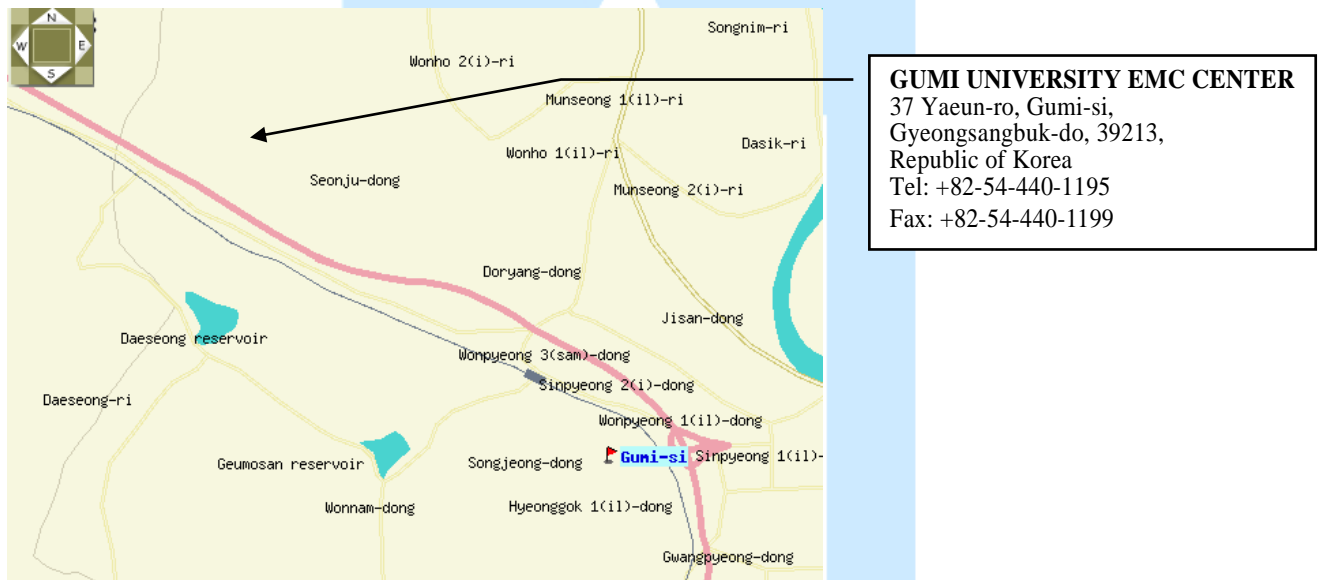 N
W
E
S
Songnim-ri
Wonho 2(i)-ri
Munseong 1(il)-ri
Dasik-ri
Wonho 1(il)-ri
Seonju-dong
Munseong 2(i)-ri
Doryang-dong
Jisan-dong
Daeseong reservoir
Wonpyeong 3(sam)-dong
Sinpyeong 2(i)-dong
Daeseong-ri
Wonpyeong 1(il)-dong
Geumosan reservoir
Songjeong-dong
Gumi-si
Sinpyeong 1(il)-
Wonnam-dong
Hyeonggok 1(il)-dong
Gwangpyeong-dong
GUMI UNIVERSITY EMC CENTER
37 Yaeun-ro, Gumi-si,
Gyeongsangbuk-do, 39213,
Republic of Korea
Tel: +82-54-440-1195
Fax: +82-54-440-1199